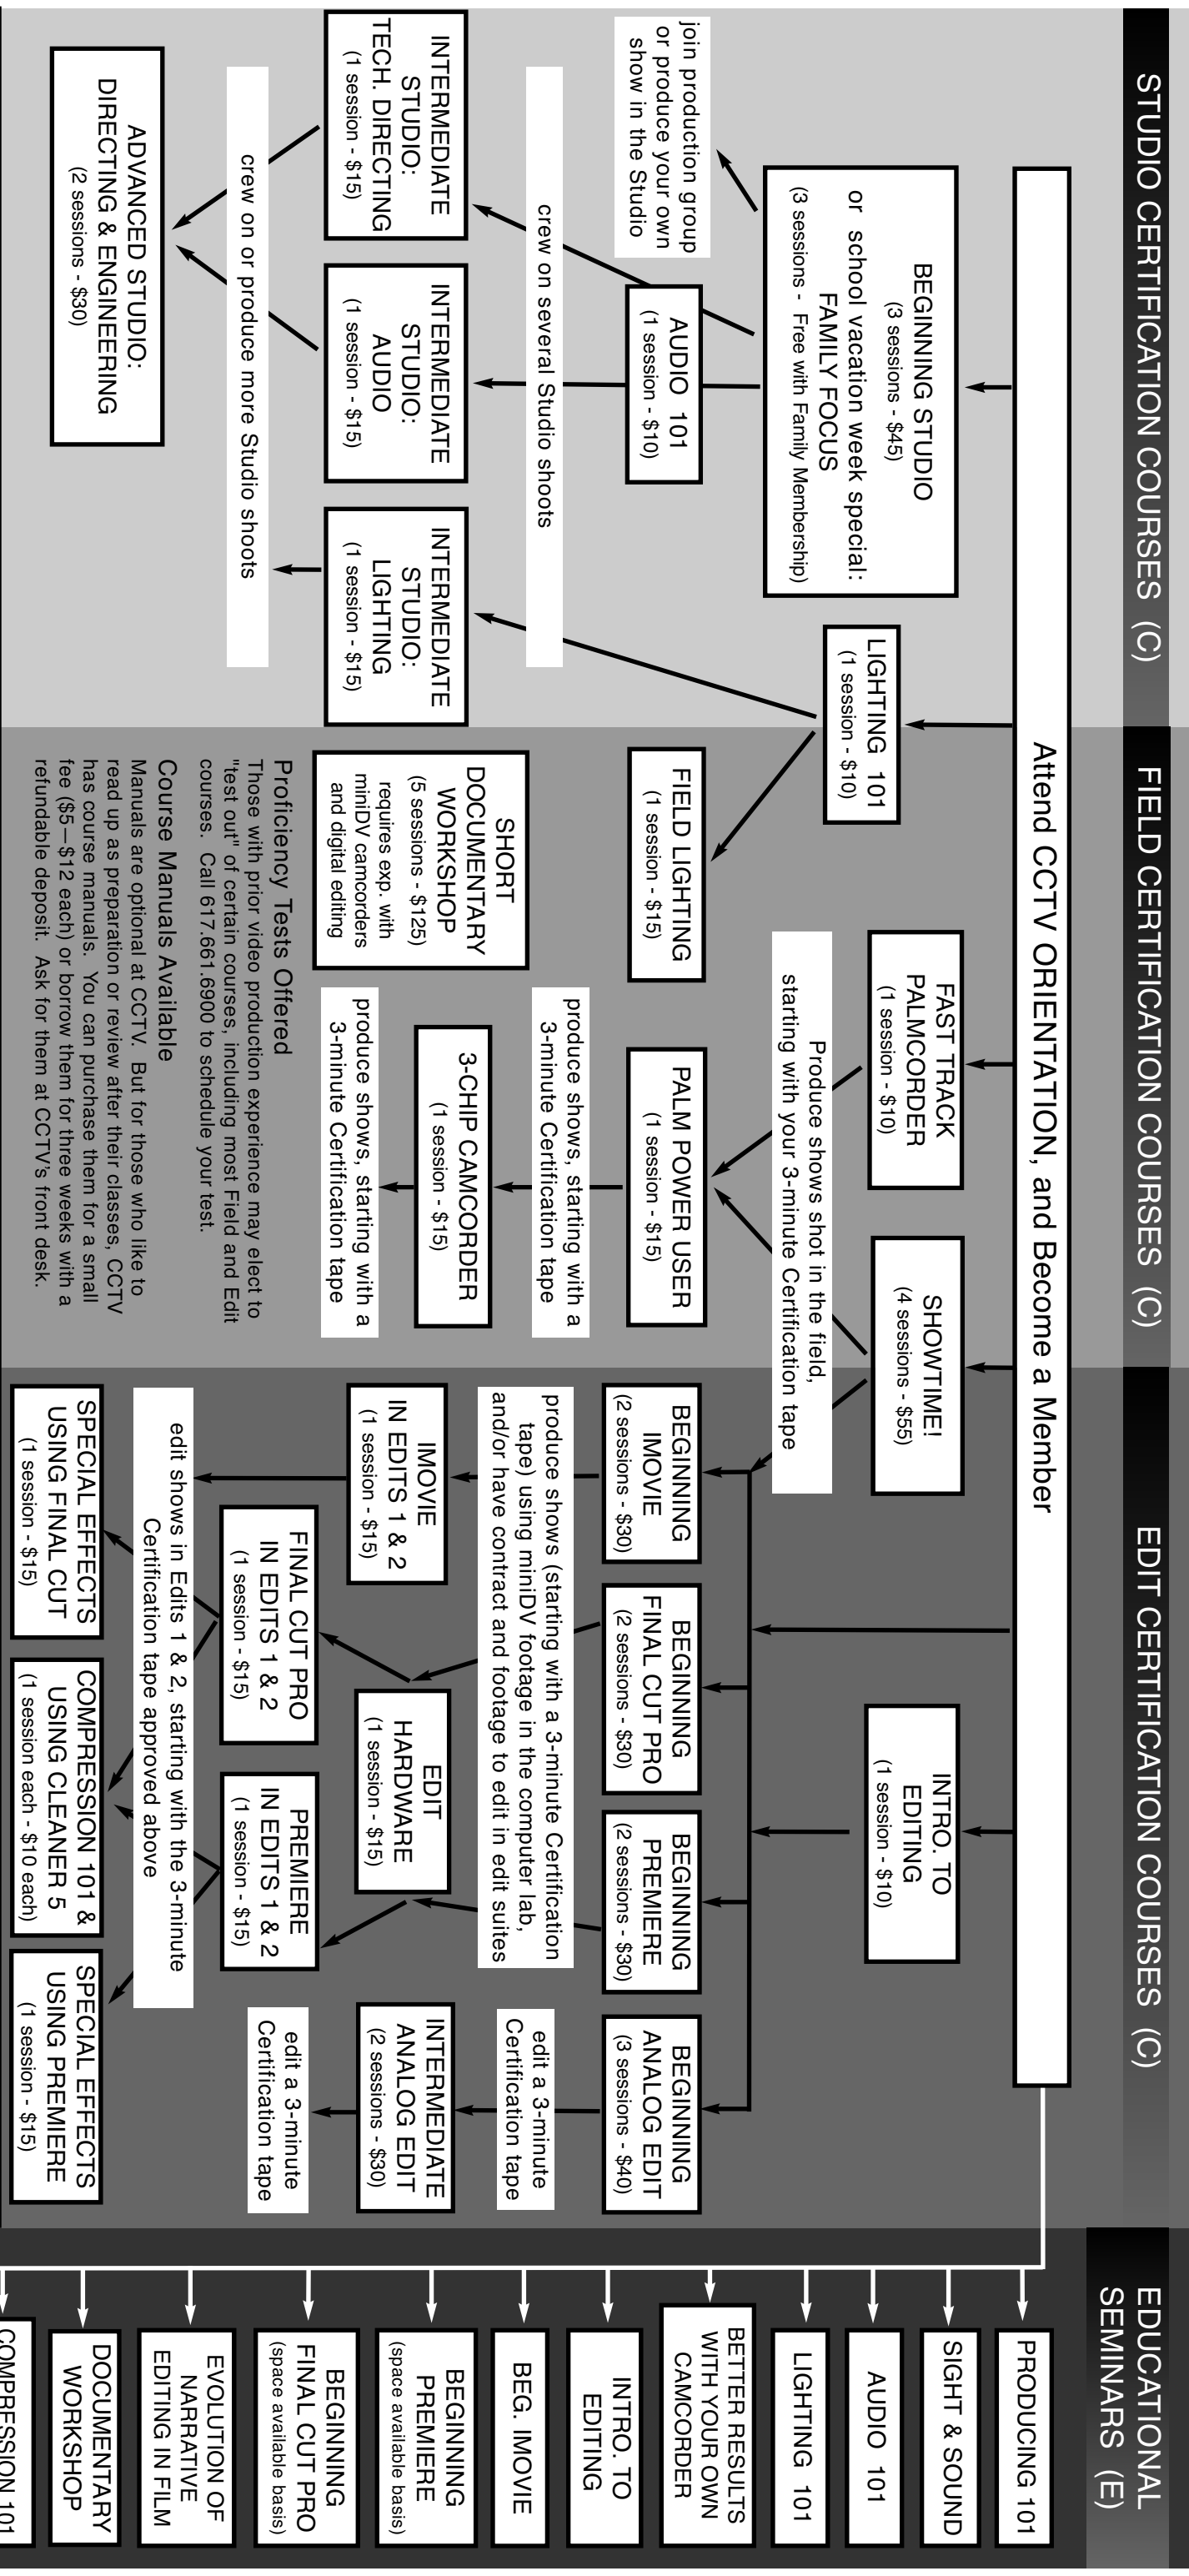 STUDIO CERTIFICATION COURSES (C)
FIELD CERTIFICATION COURSES (C)
EDIT CERTIFICATION COURSES (C)
EDUCATIONAL
SEMINARS (E)
Attend CCTV ORIENTATION, and Become a Member
BEGINNING STUDIO
(3 sessions - $45)
or school vacation week special:
FAMILY FOCUS
(3 sessions - Free with Family Membership)
join production group
or produce your own
show in the Studio
AUDIO 101
(1 session - $10)
crew on several Studio shoots
INTERMEDIATE
STUDIO:
TECH. DIRECTING
(1 session - $15)
INTERMEDIATE
STUDIO:
AUDIO
(1 session - $15)
INTERMEDIATE
STUDIO:
LIGHTING
(1 session - $15)
crew on or produce more Studio shoots
ADVANCED STUDIO:
DIRECTING & ENGINEERING
(2 sessions - $30)
LIGHTING 101
(1 session - $10)
FIELD LIGHTING
(1 session - $15)
FAST TRACK
PALMCORDER
(1 session - $10)
SHOWTIME!
(4 sessions - $55)
Produce shows shot in the field,
starting with your 3-minute Certification tape
PALM POWER USER
(1 session - $15)
produce shows, starting with a
3-minute Certification tape
3-CHIP CAMCORDER
(1 session - $15)
produce shows, starting with a
3-minute Certification tape
SHORT
DOCUMENTARY
WORKSHOP
(5 sessions - $125)
requires exp. with
miniDV camcorders
and digital editing
Proficiency Tests Offered
Those with prior video production experience may elect to
"test out" of certain courses, including most Field and Edit
courses. Call 617.661.6900 to schedule your test.
Course Manuals Available
Manuals are optional at CCTV. But for those who like to
read up as preparation or review after their classes, CCTV
has course manuals. You can purchase them for a small
fee ($5—$12 each) or borrow them for three weeks with a
refundable deposit. Ask for them at CCTV's front desk.
INTRO. TO
EDITING
(1 session - $10)
BEGINNING
IMOVIE
(2 sessions - $30)
BEGINNING
FINAL CUT PRO
(2 sessions - $30)
BEGINNING
PREMIERE
(2 sessions - $30)
BEGINNING
ANALOG EDIT
(3 sessions - $40)
produce shows (starting with a 3-minute Certification
tape) using miniDV footage in the computer lab,
and/or have contract and footage to edit in edit suites
edit a 3-minute
Certification tape
IMOVIE
IN EDITS 1 & 2
(1 session - $15)
EDIT
HARDWARE
(1 session - $15)
INTERMEDIATE
ANALOG EDIT
(2 sessions - $30)
FINAL CUT PRO
IN EDITS 1 & 2
(1 session - $15)
PREMIERE
IN EDITS 1 & 2
(1 session - $15)
edit a 3-minute
Certification tape
edit shows in Edits 1 & 2, starting with the 3-minute
Certification tape approved above
SPECIAL EFFECTS
USING FINAL CUT
(1 session - $15)
COMPRESSION 101 &
USING CLEANER 5
(1 session each - $10 each)
SPECIAL EFFECTS
USING PREMIERE
(1 session - $15)
PRODUCING 101
SIGHT & SOUND
AUDIO 101
LIGHTING 101
BETTER RESULTS
WITH YOUR OWN
CAMCORDER
INTRO. TO
EDITING
BEG. IMOVIE
BEGINNING
PREMIERE
(space available basis)
BEGINNING
FINAL CUT PRO
(space available basis)
EVOLUTION OF
NARRATIVE
EDITING IN FILM
DOCUMENTARY
WORKSHOP
COMPRESSION 101